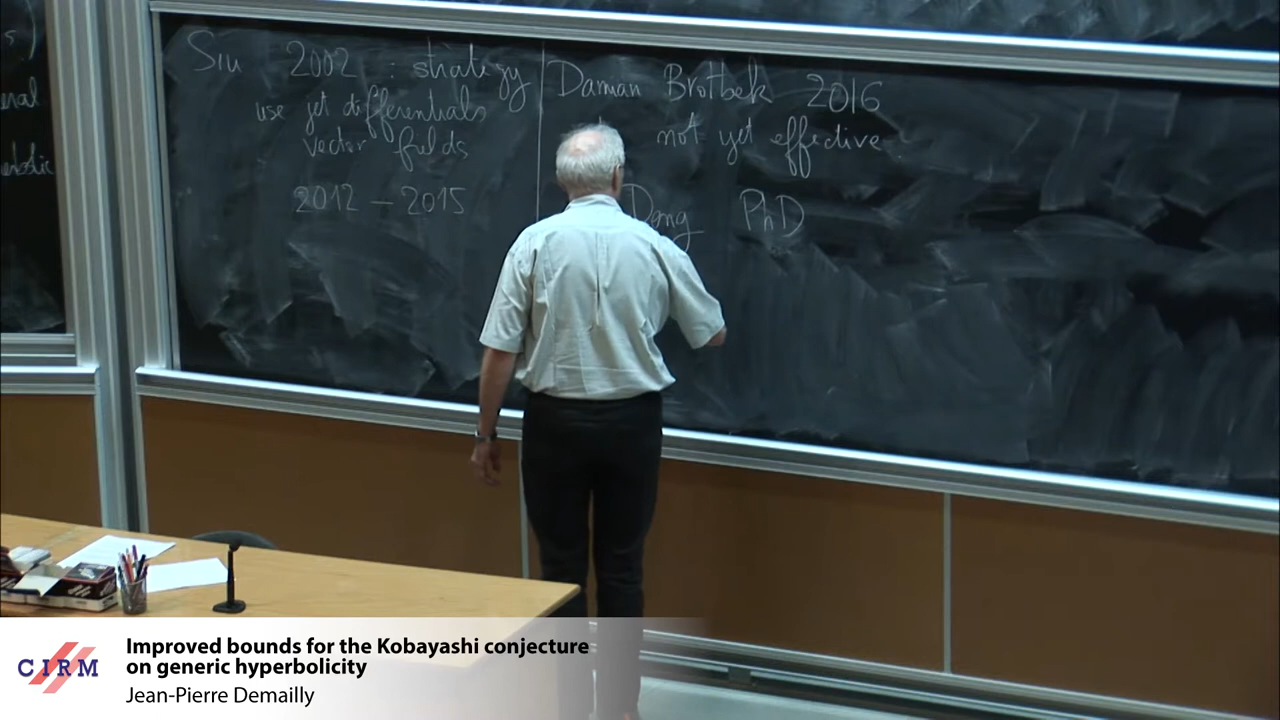 Siu 2002 : strategy
use jet differentials
vector fields
2012 - 2015
Damian Brotbek 2016
not yet effective
Deng PhD
CIRM
Improved bounds for the Kobayashi conjecture
on generic hyperbolicity
Jean-Pierre Demailly